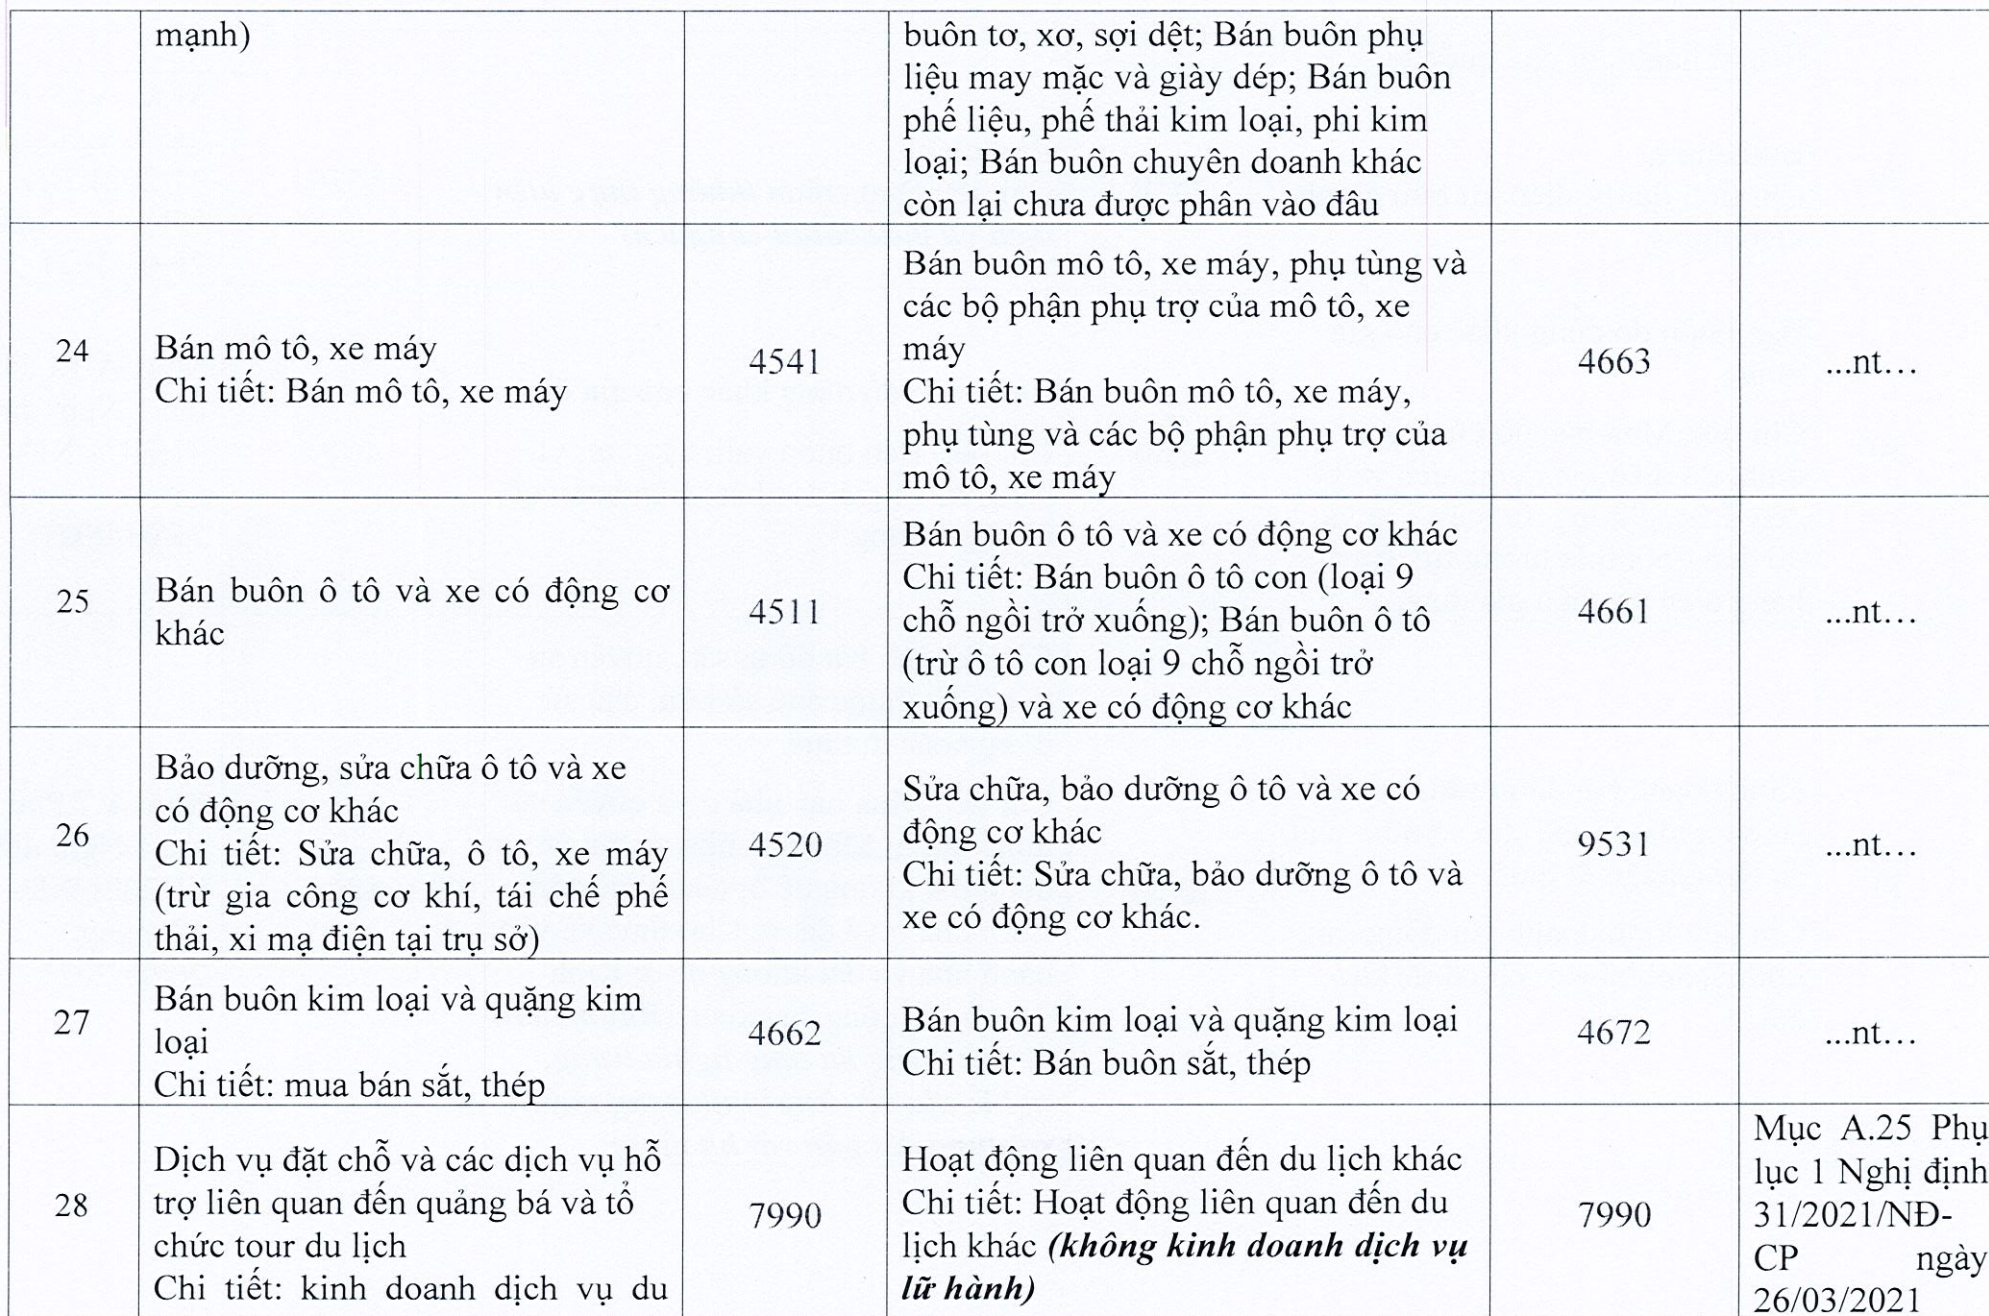 mạnh)
buôn tơ, xơ, sợi dệt; Bán buôn phụ
liệu may mặc và giày dép; Bán buôn
phế liệu, phế thải kim loại, phi kim
loại; Bán buôn chuyên doanh khác
còn lại chưa được phân vào đâu
24
Bán mô tô, xe máy
Chi tiết: Bán mô tô, xe máy
4541
Bán buôn mô tô, xe máy, phụ tùng và
các bộ phận phụ trợ của mô tô, xe
máy
Chi tiết: Bán buôn mô tô, xe máy,
phụ tùng và các bộ phận phụ trợ của
mô tô, xe máy
4663
...nt...
25
Bán buôn ô tô và xe có động cơ
khác
4511
Bán buôn ô tô và xe có động cơ khác
Chi tiết: Bán buôn ô tô con (loại 9
chỗ ngồi trở xuống); Bán buôn ô tô
(trừ ô tô con loại 9 chỗ ngồi trở
xuống) và xe có động cơ khác
4661
...nt...
26
Bảo dưỡng, sửa chữa ô tô và xe
có động cơ khác
Chi tiết: Sửa chữa, ô tô, xe máy
(trừ gia công cơ khí, tái chế phế
thải, xi mạ điện tại trụ sở)
4520
Sửa chữa, bảo dưỡng ô tô và xe có
động cơ khác
Chi tiết: Sửa chữa, bảo dưỡng ô tô và
xe có động cơ khác.
9531
...nt...
27
Bán buôn kim loại và quặng kim
loại
Chi tiết: mua bán sắt, thép
4662
Bán buôn kim loại và quặng kim loại
Chi tiết: Bán buôn sắt, thép
4672
...nt...
28
Dịch vụ đặt chỗ và các dịch vụ hỗ
trợ liên quan đến quảng bá và tổ
chức tour du lịch
Chi tiết: kinh doanh dịch vụ du
7990
Hoạt động liên quan đến du lịch khác
Chi tiết: Hoạt động liên quan đến du
lịch khác (không kinh doanh dịch vụ
lữ hành)
7990
Mục A.25 Phụ
lục 1 Nghị định
31/2021/NĐ-
CP ngày
26/03/2021